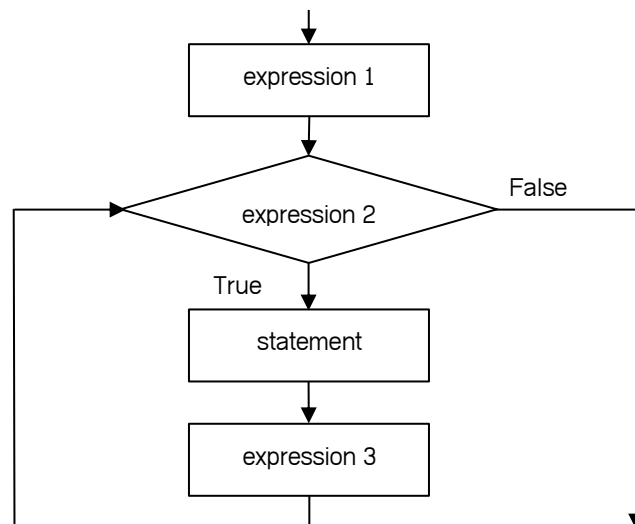 expression 1
expression 2
False
True
statement
expression 3